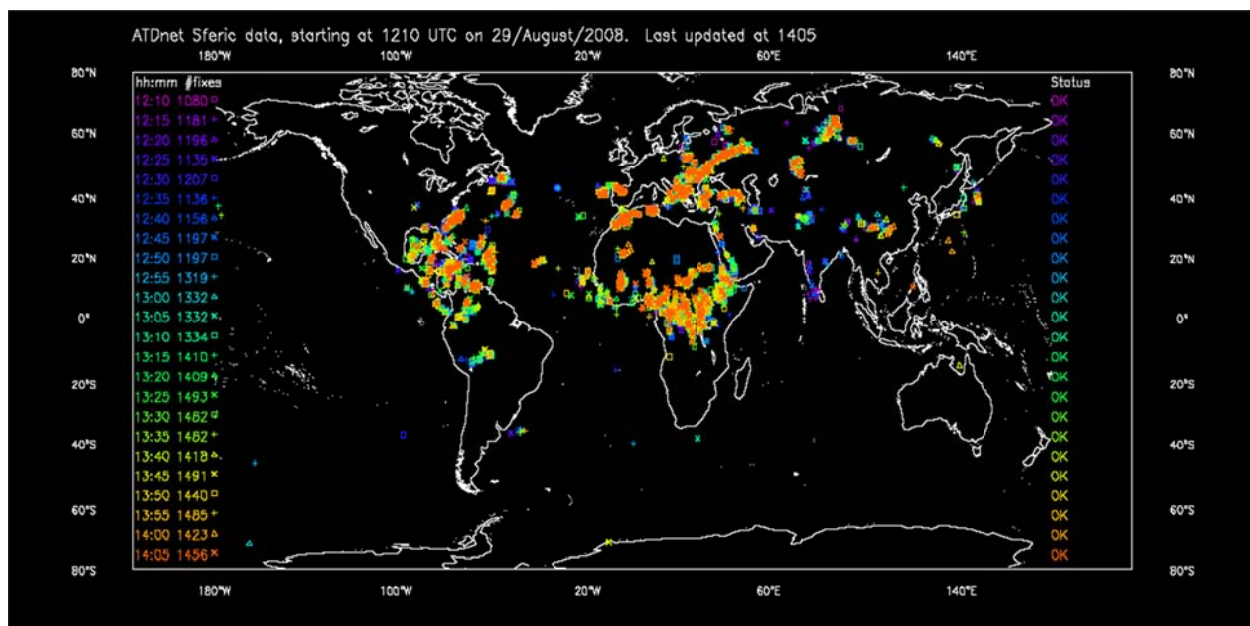 ATDnet Sferic data, starting at 1210 UTC on 29/August/2008. Last updated at 1405
180°W 100°W 20°W 60°E 140°E
80°N hh:mm #fixes Status 80°N
12:10 1080 OK
12:15 1181 OK
60°N 60°N
12:20 1196 OK
12:25 1135 OK
12:30 1207 OK
40°N 12:35 1136 OK 40°N
12:40 1156 OK
12:45 1197 OK
20°N 12:50 1197 OK 20°N
12:55 1319 OK
13:00 1332 OK
0° 13:05 1332 OK 0°
13:10 1334 OK
13:15 1410 OK
20°S 13:20 1409 OK 20°S
13:25 1493 OK
13:30 1482 OK
40°S 13:35 1482 OK 40°S
13:40 1418 OK
13:45 1491 OK
13:50 1440 OK
60°S 13:55 1485 OK 60°S
14:00 1423 OK
14:05 1456 OK
80°S 80°S
180°W 100°W 20°W 60°E 140°E